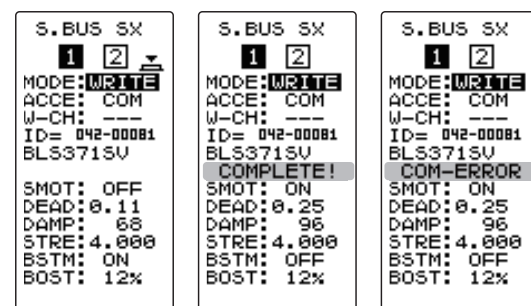 S.BUS SX
1 2
MODE:WRITE
ACCE: COM
W-CH: ---
ID= 042-00081
BLS371SV
SMOT: OFF
DEAD:0.11
DAMP: 68
STRE:4.000
BSTM: ON
BOST: 12%
S.BUS SX
1 2
MODE:WRITE
ACCE: COM
W-CH: ---
ID= 042-00081
BLS371SV
COMPLETE!
SMOT: ON
DEAD:0.25
DAMP: 96
STRE:4.000
BSTM: OFF
BOST: 12%
S.BUS SX
1 2
MODE:WRITE
ACCE: COM
W-CH: ---
ID= 042-00081
BLS371SV
COM-ERROR
SMOT: ON
DEAD:0.25
DAMP: 96
STRE:4.000
BSTM: OFF
BOST: 12%